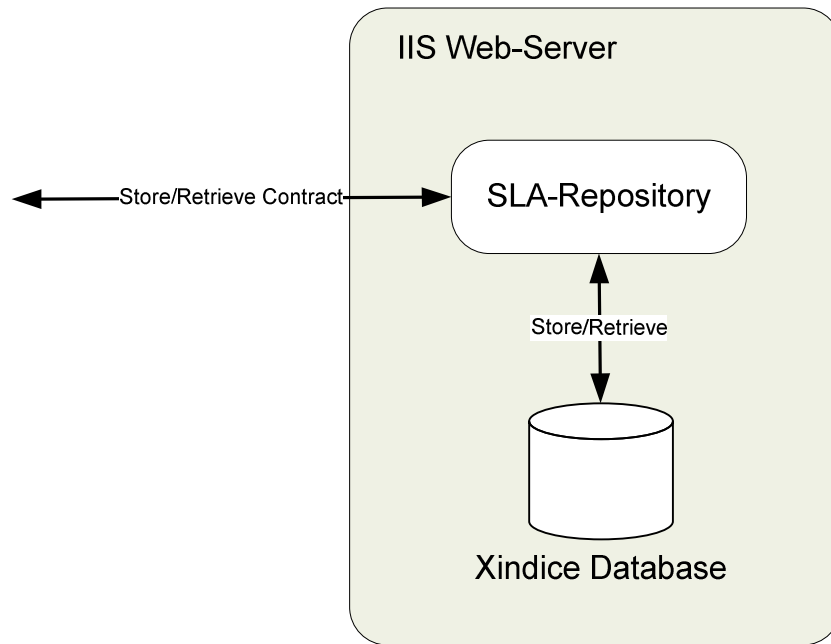 IIS Web-Server
Store/Retrieve Contract
SLA-Repository
Store/Retrieve
Xindice Database